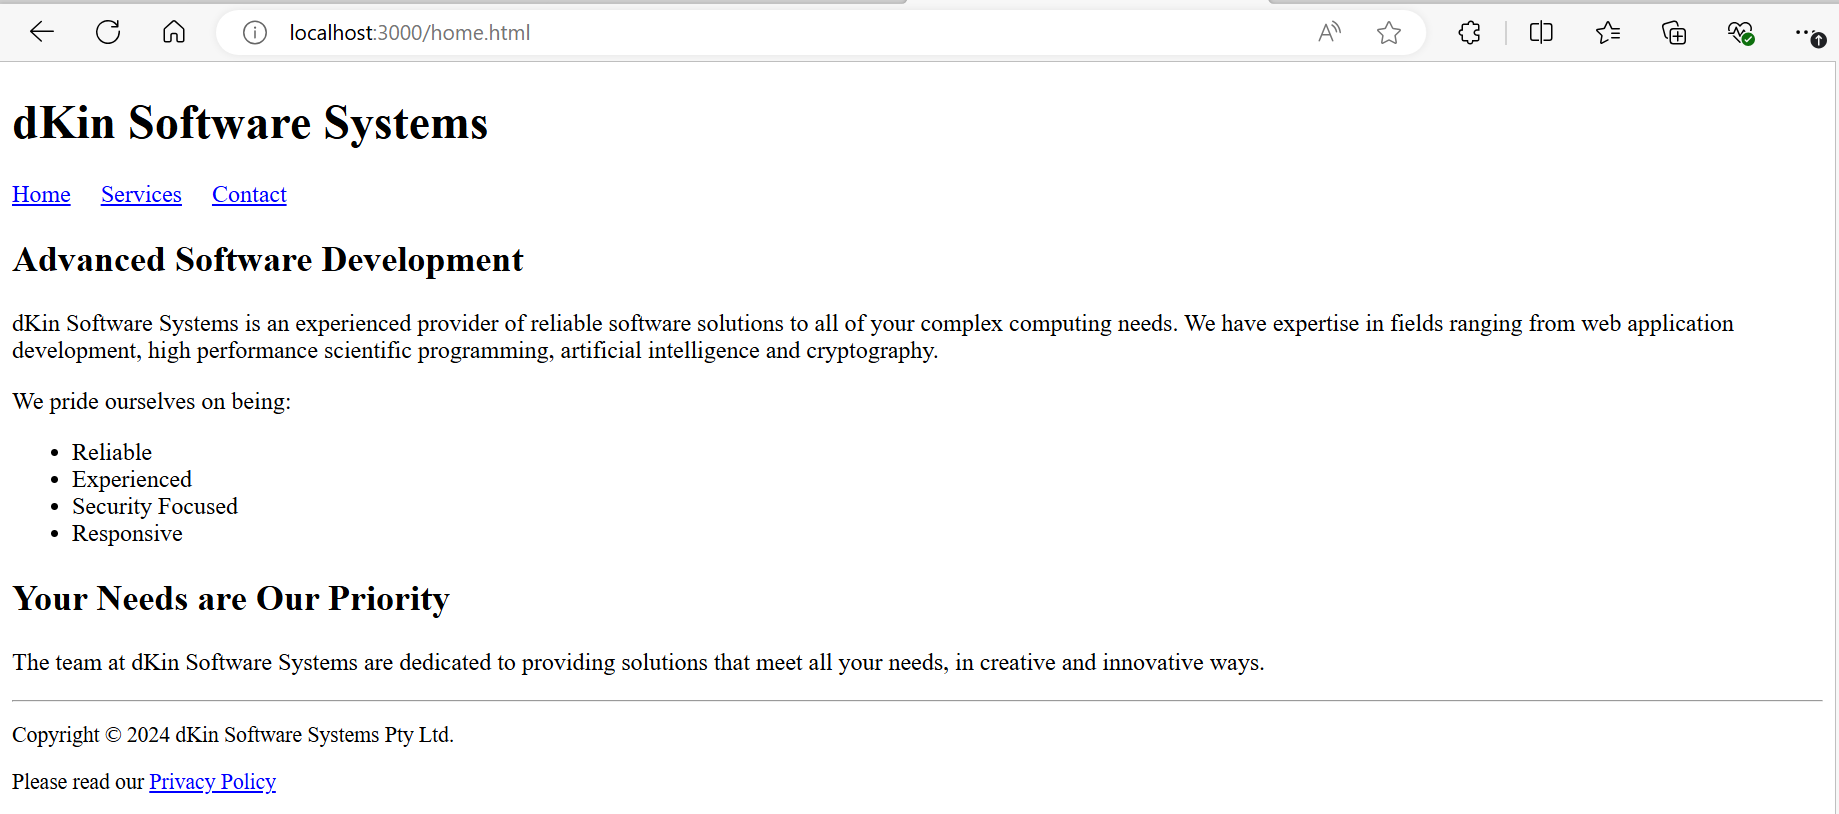 localhost:3000/home.html
dKin Software Systems
Home Services Contact
Advanced Software Development
dKin Software Systems is an experienced provider of reliable software solutions to all of your complex computing needs. We have expertise in fields ranging from web application
development, high performance scientific programming, artificial intelligence and cryptography.
We pride ourselves on being:
• Reliable
• Experienced
• Security Focused
• Responsive
Your Needs are Our Priority
The team at dKin Software Systems are dedicated to providing solutions that meet all your needs, in creative and innovative ways.
Copyright © 2024 dKin Software Systems Pty Ltd.
Please read our Privacy Policy